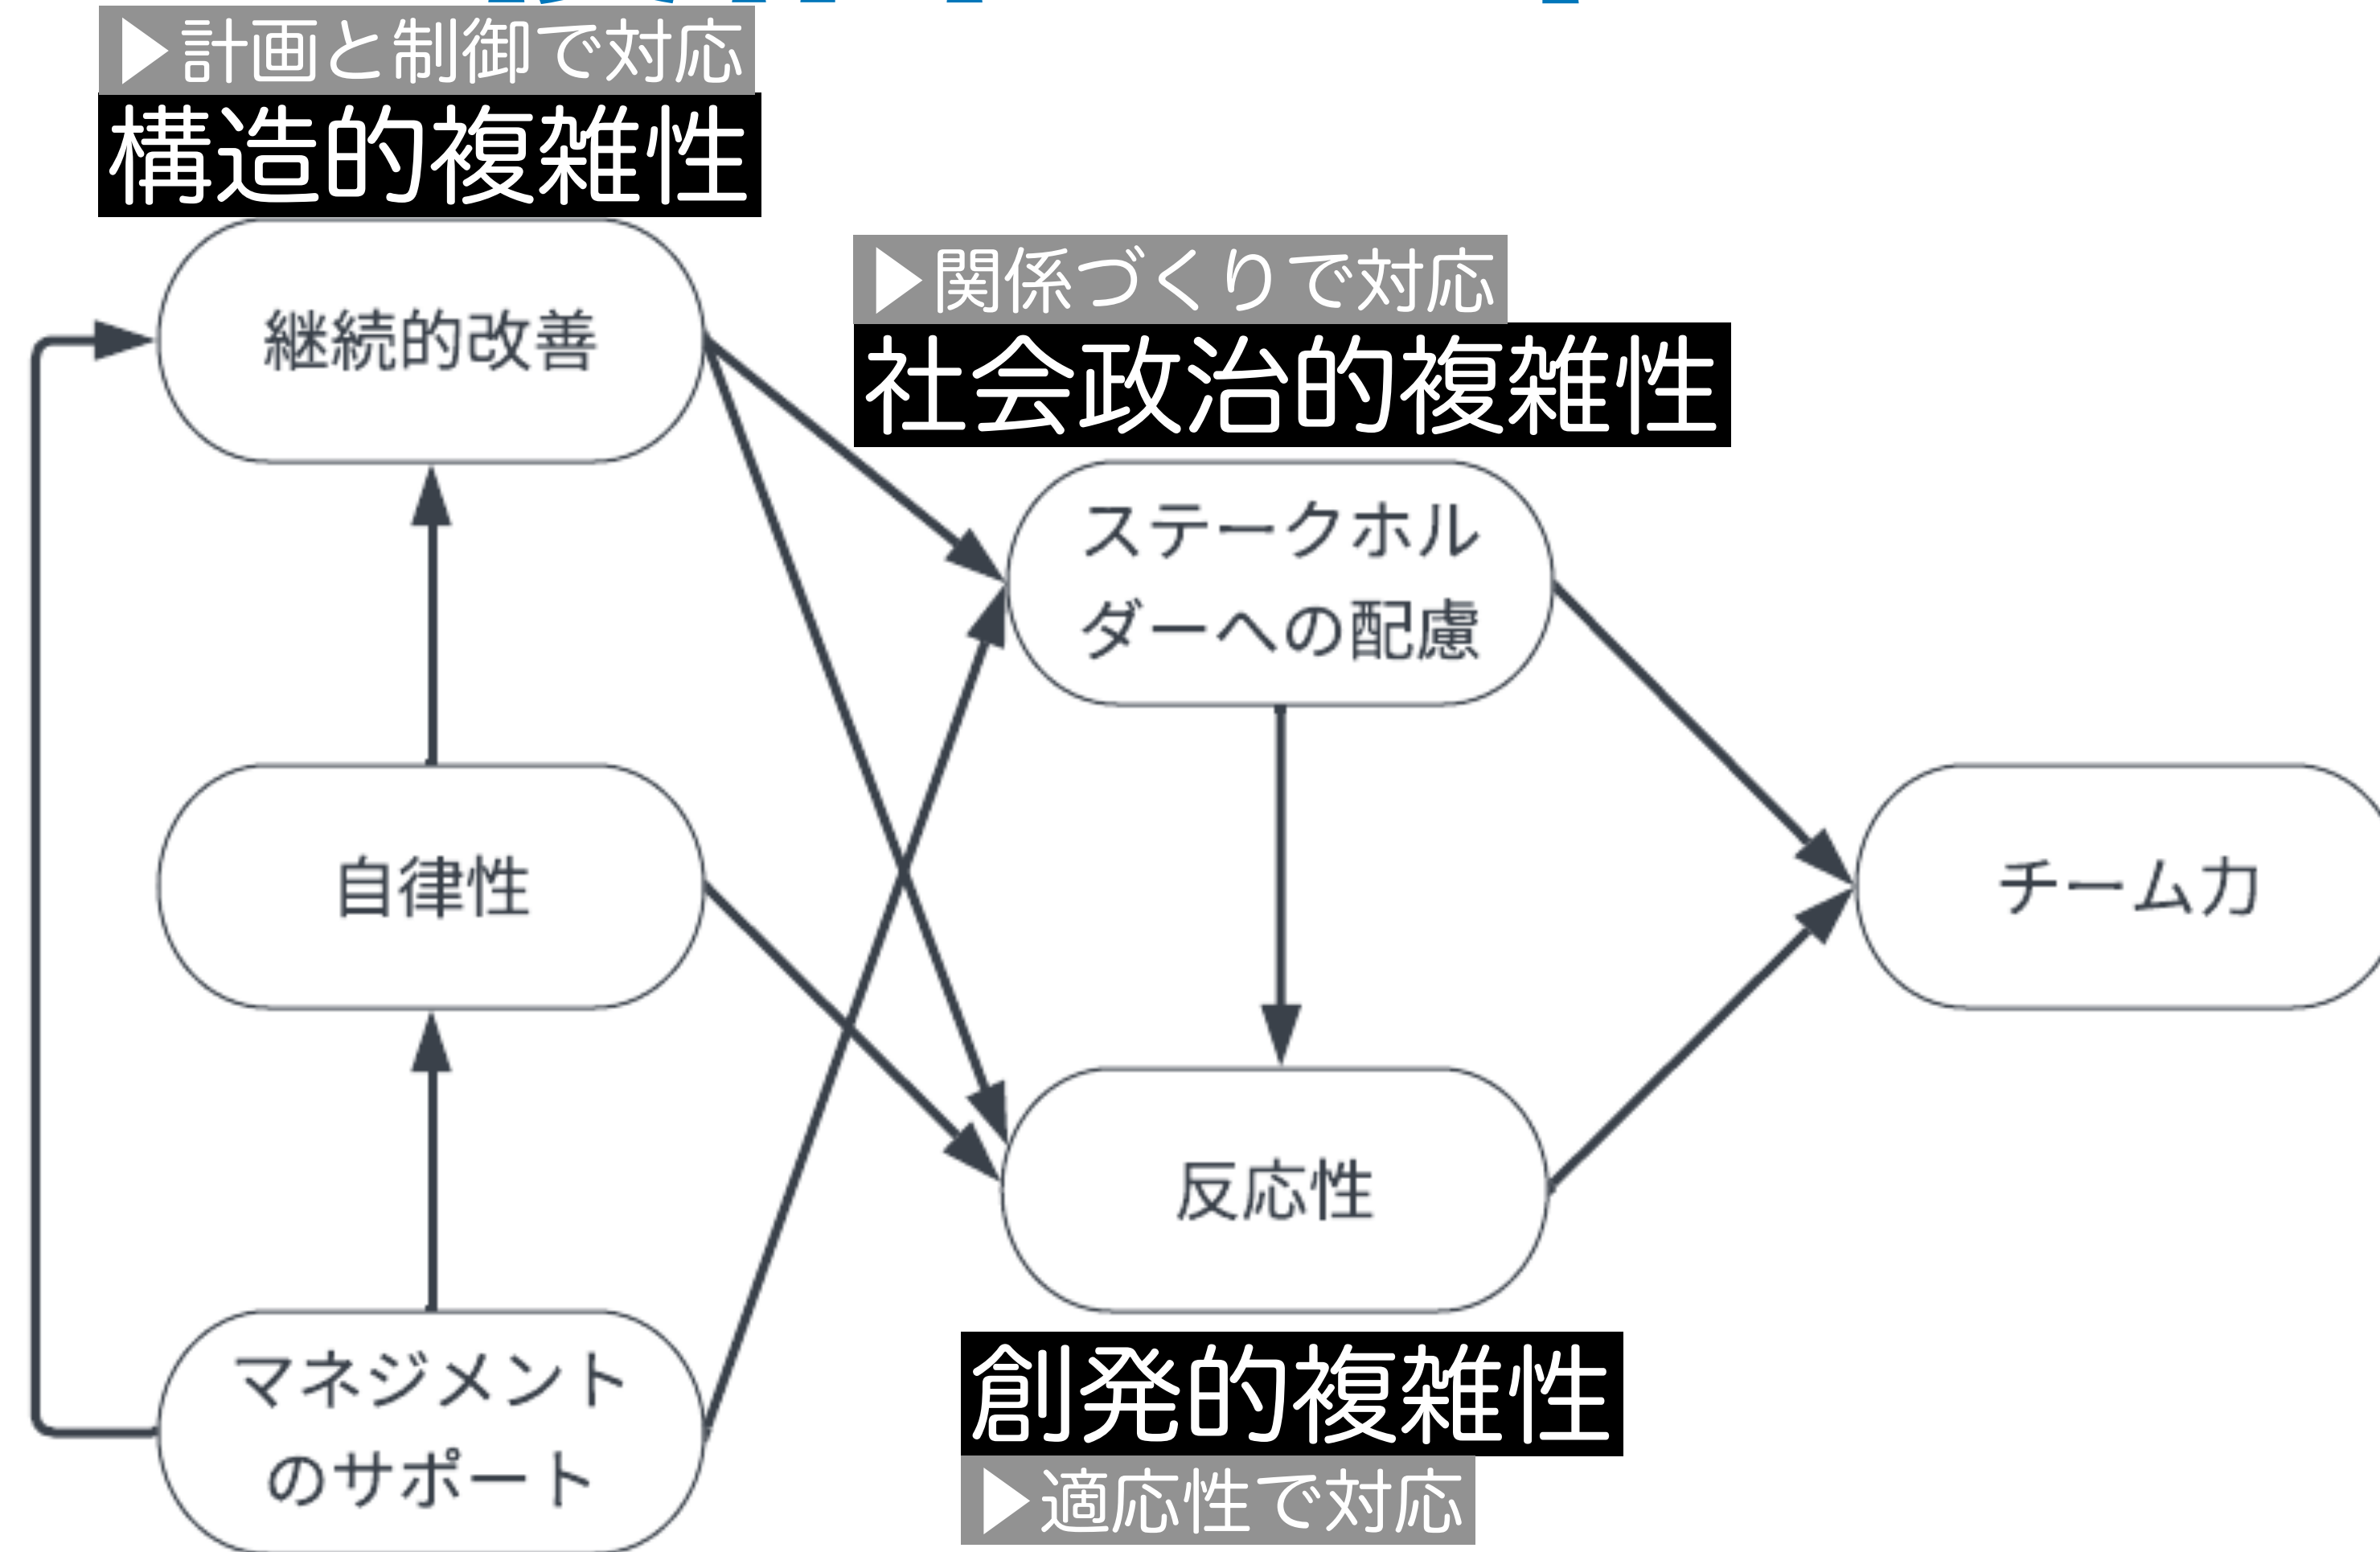 ▶計画と制御で対応
構造的複雑性
継続的改善
▶関係づくりで対応
社会政治的複雑性
ステークホル
ダーへの配慮
自律性
チーム力
反応性
マネジメント
のサポート
創発的複雑性
▶適応性で対応